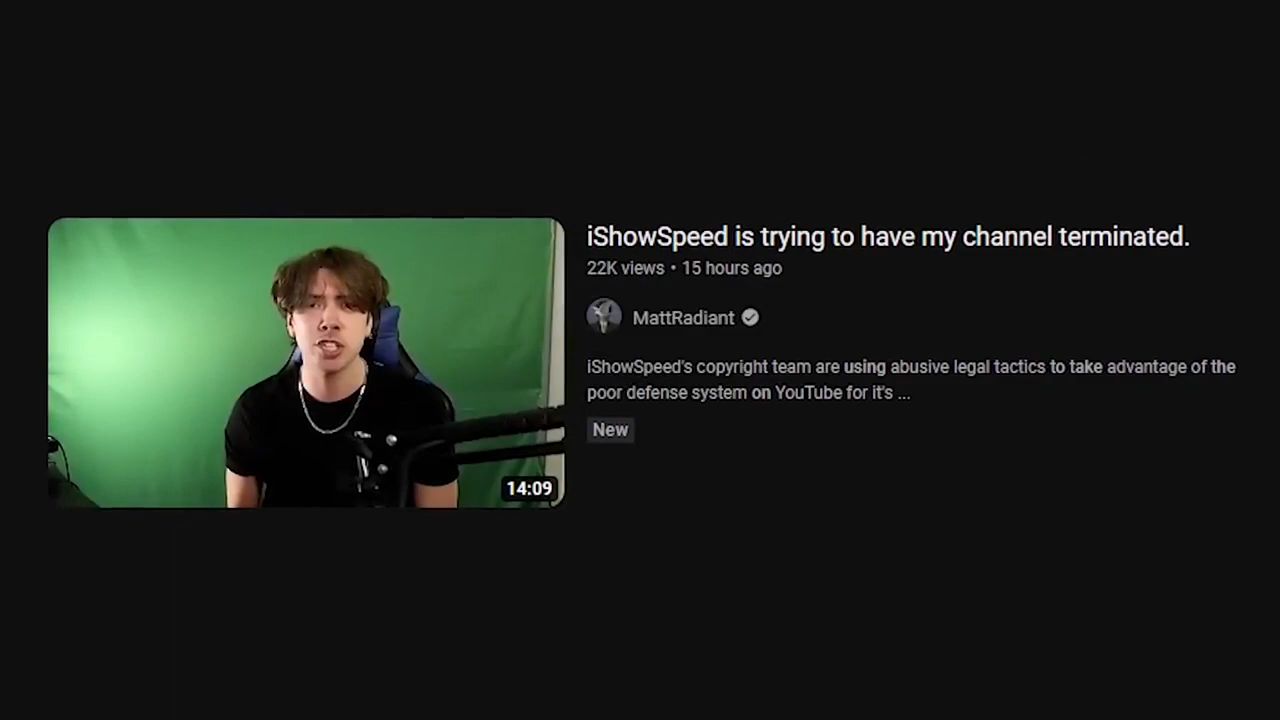 iShowSpeed is trying to have my channel terminated.
22K views • 15 hours ago
MattRadiant
iShowSpeed's copyright team are using abusive legal tactics to take advantage of the
poor defense system on YouTube for it's ...
New
14:09